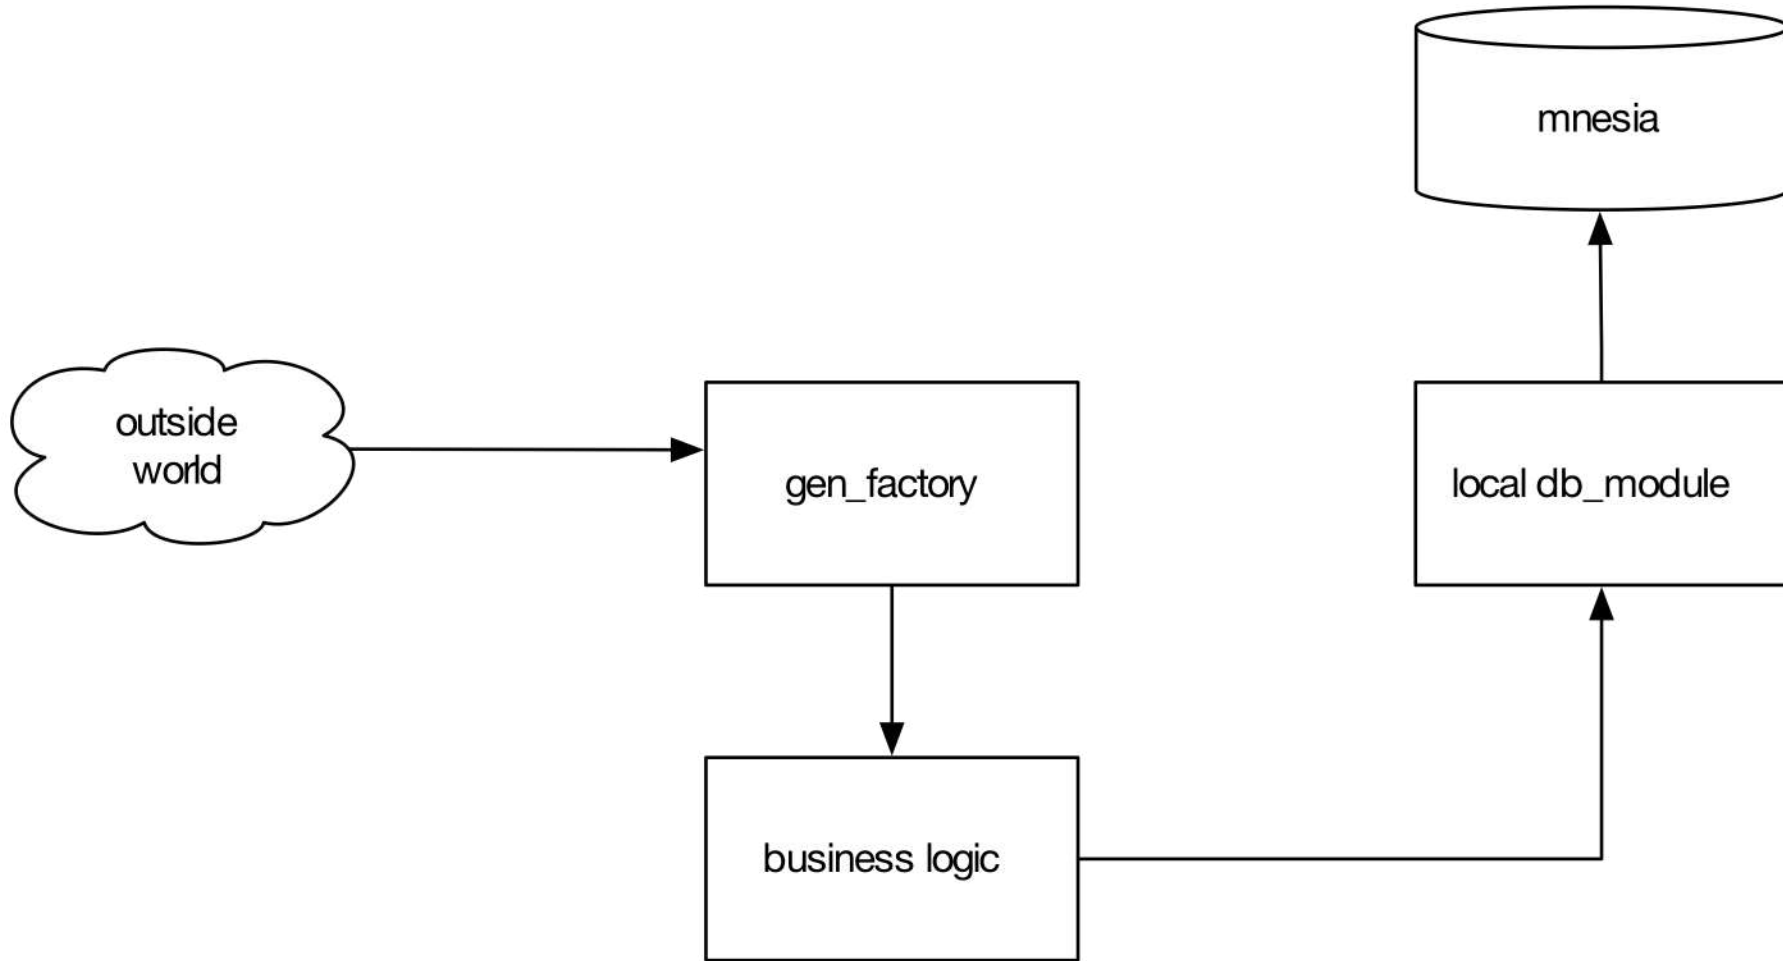 mnesia
outside
world
gen_factory
local db_module
business logic